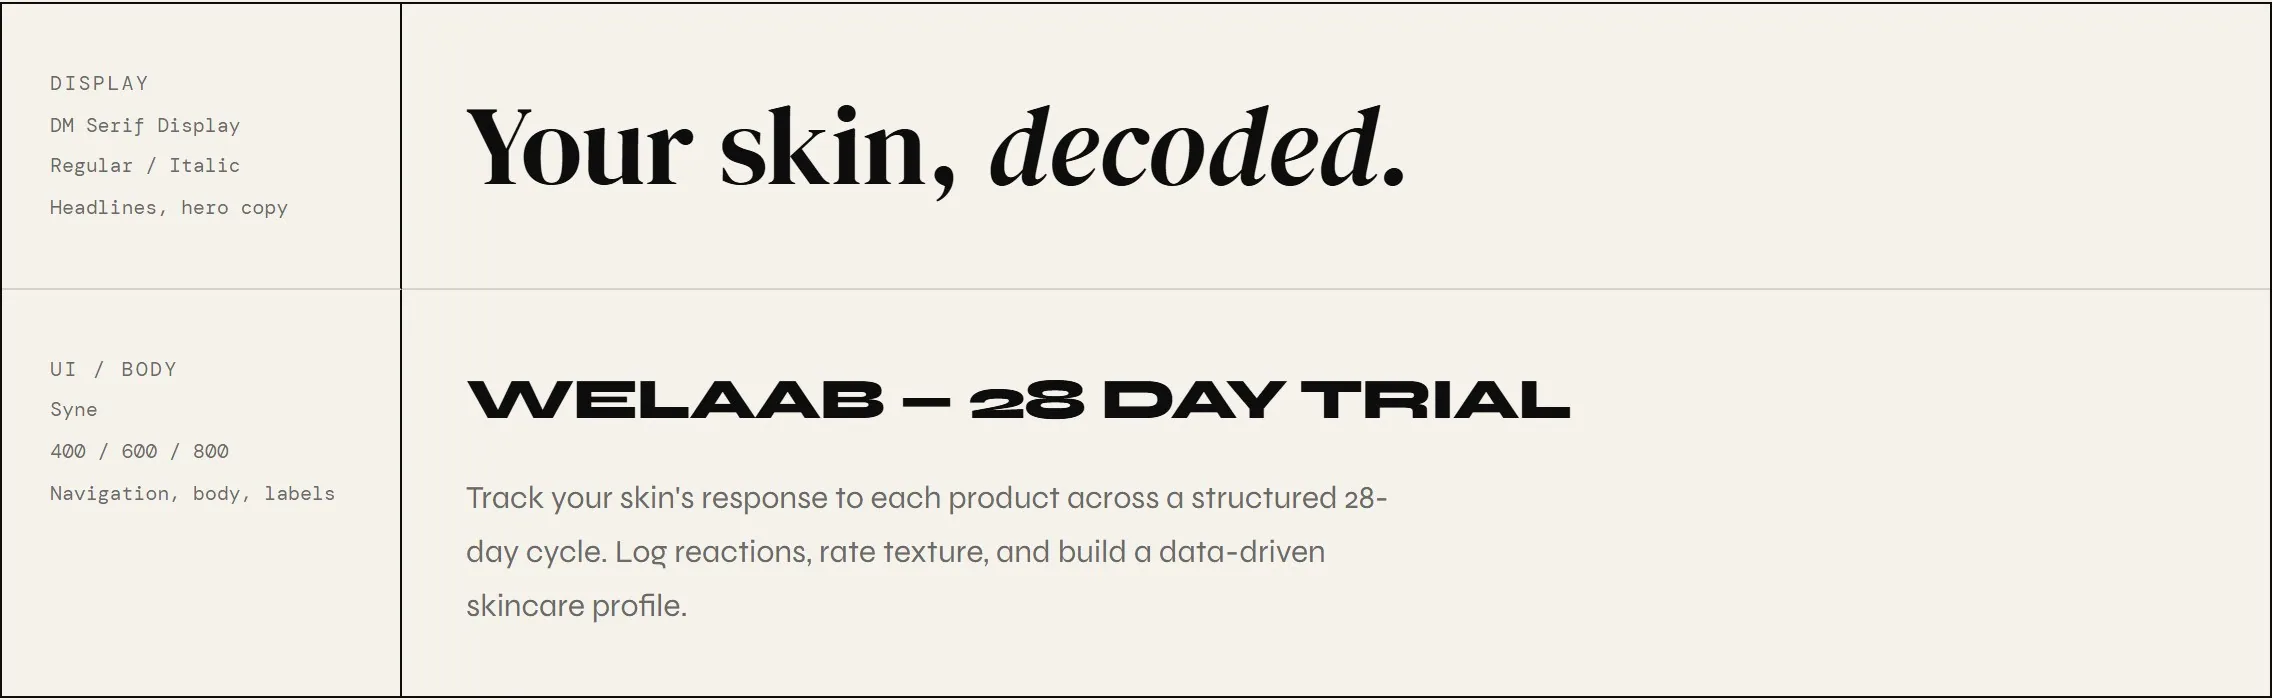 DISPLAY
DM Serif Display
Regular / Italic
Headlines, hero copy
Your skin, decoded.
UI / BODY
Syne
400 / 600 / 800
Navigation, body, labels
WELAAB — 28 DAY TRIAL
Track your skin's response to each product across a structured 28-
day cycle. Log reactions, rate texture, and build a data-driven
skincare profile.